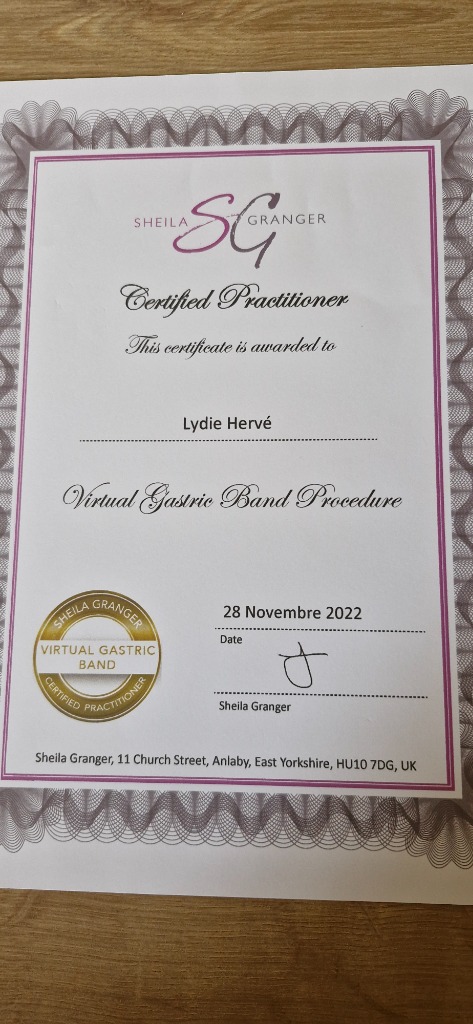 SHEILA SG GRANGER
Certified Practitioner
This certificate is awarded to
Lydie Hervé
Virtual Gastric Band Procedure
SHEILA GRANGER
VIRTUAL GASTRIC
BAND
CERTIFIED PRACTITIONER
28 Novembre 2022
Date
Sheila Granger
Sheila Granger, 11 Church Street, Anlaby, East Yorkshire, HU10 7DG, UK